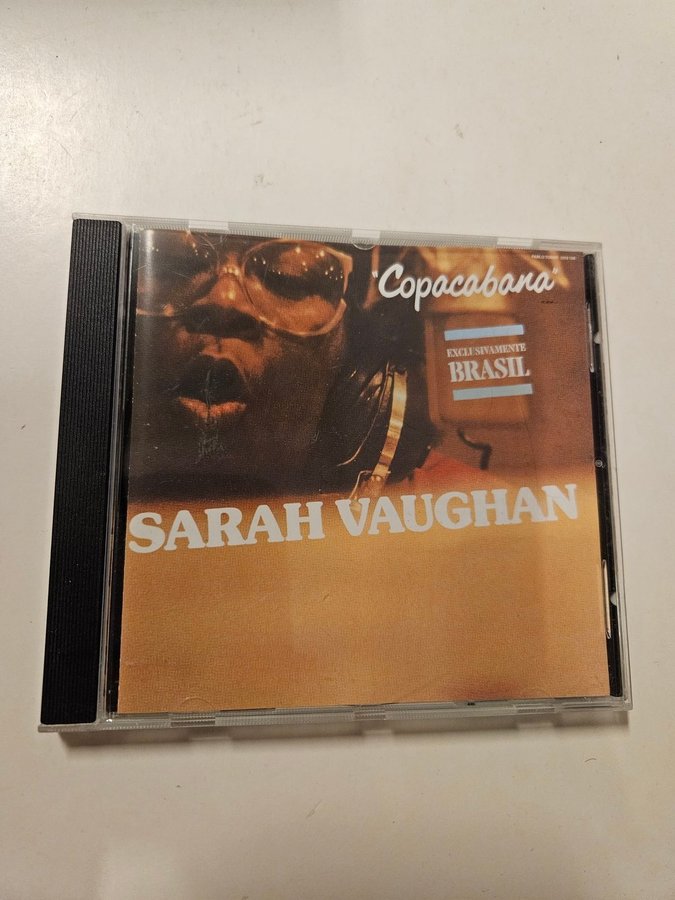 "Copacabana"
EXCLUSIVAMENTE
BRASIL
SARAH VAUGHAN